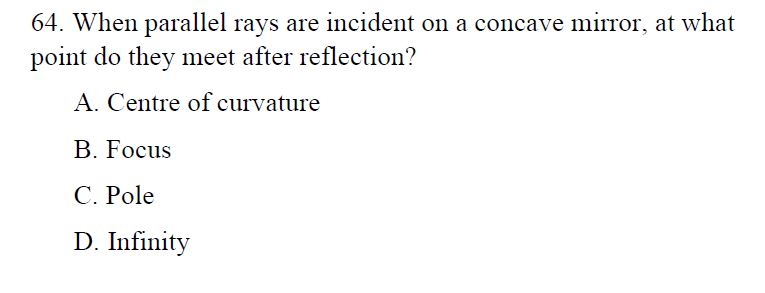 64. When parallel rays are incident on a concave mirror, at what
point do they meet after reflection?
A. Centre of curvature
B. Focus
C. Pole
D. Infinity